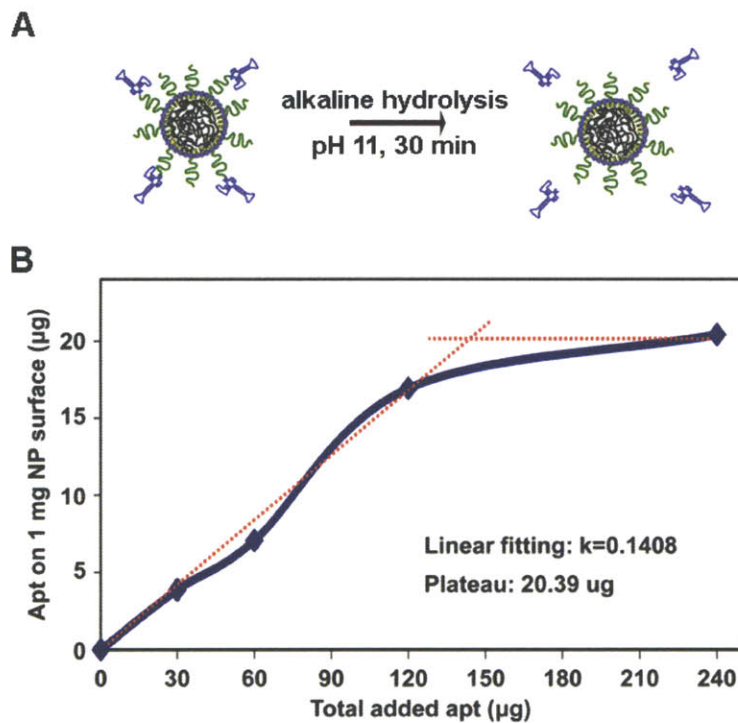 A
alkaline hydrolysis
pH 11, 30 min
B
Apt on 1 mg NP surface (μg)
20
15
10
5
0
Linear fitting: k=0.1408
Plateau: 20.39 ug
0 30 60 90 120 150 180 210 240
Total added apt (μg)